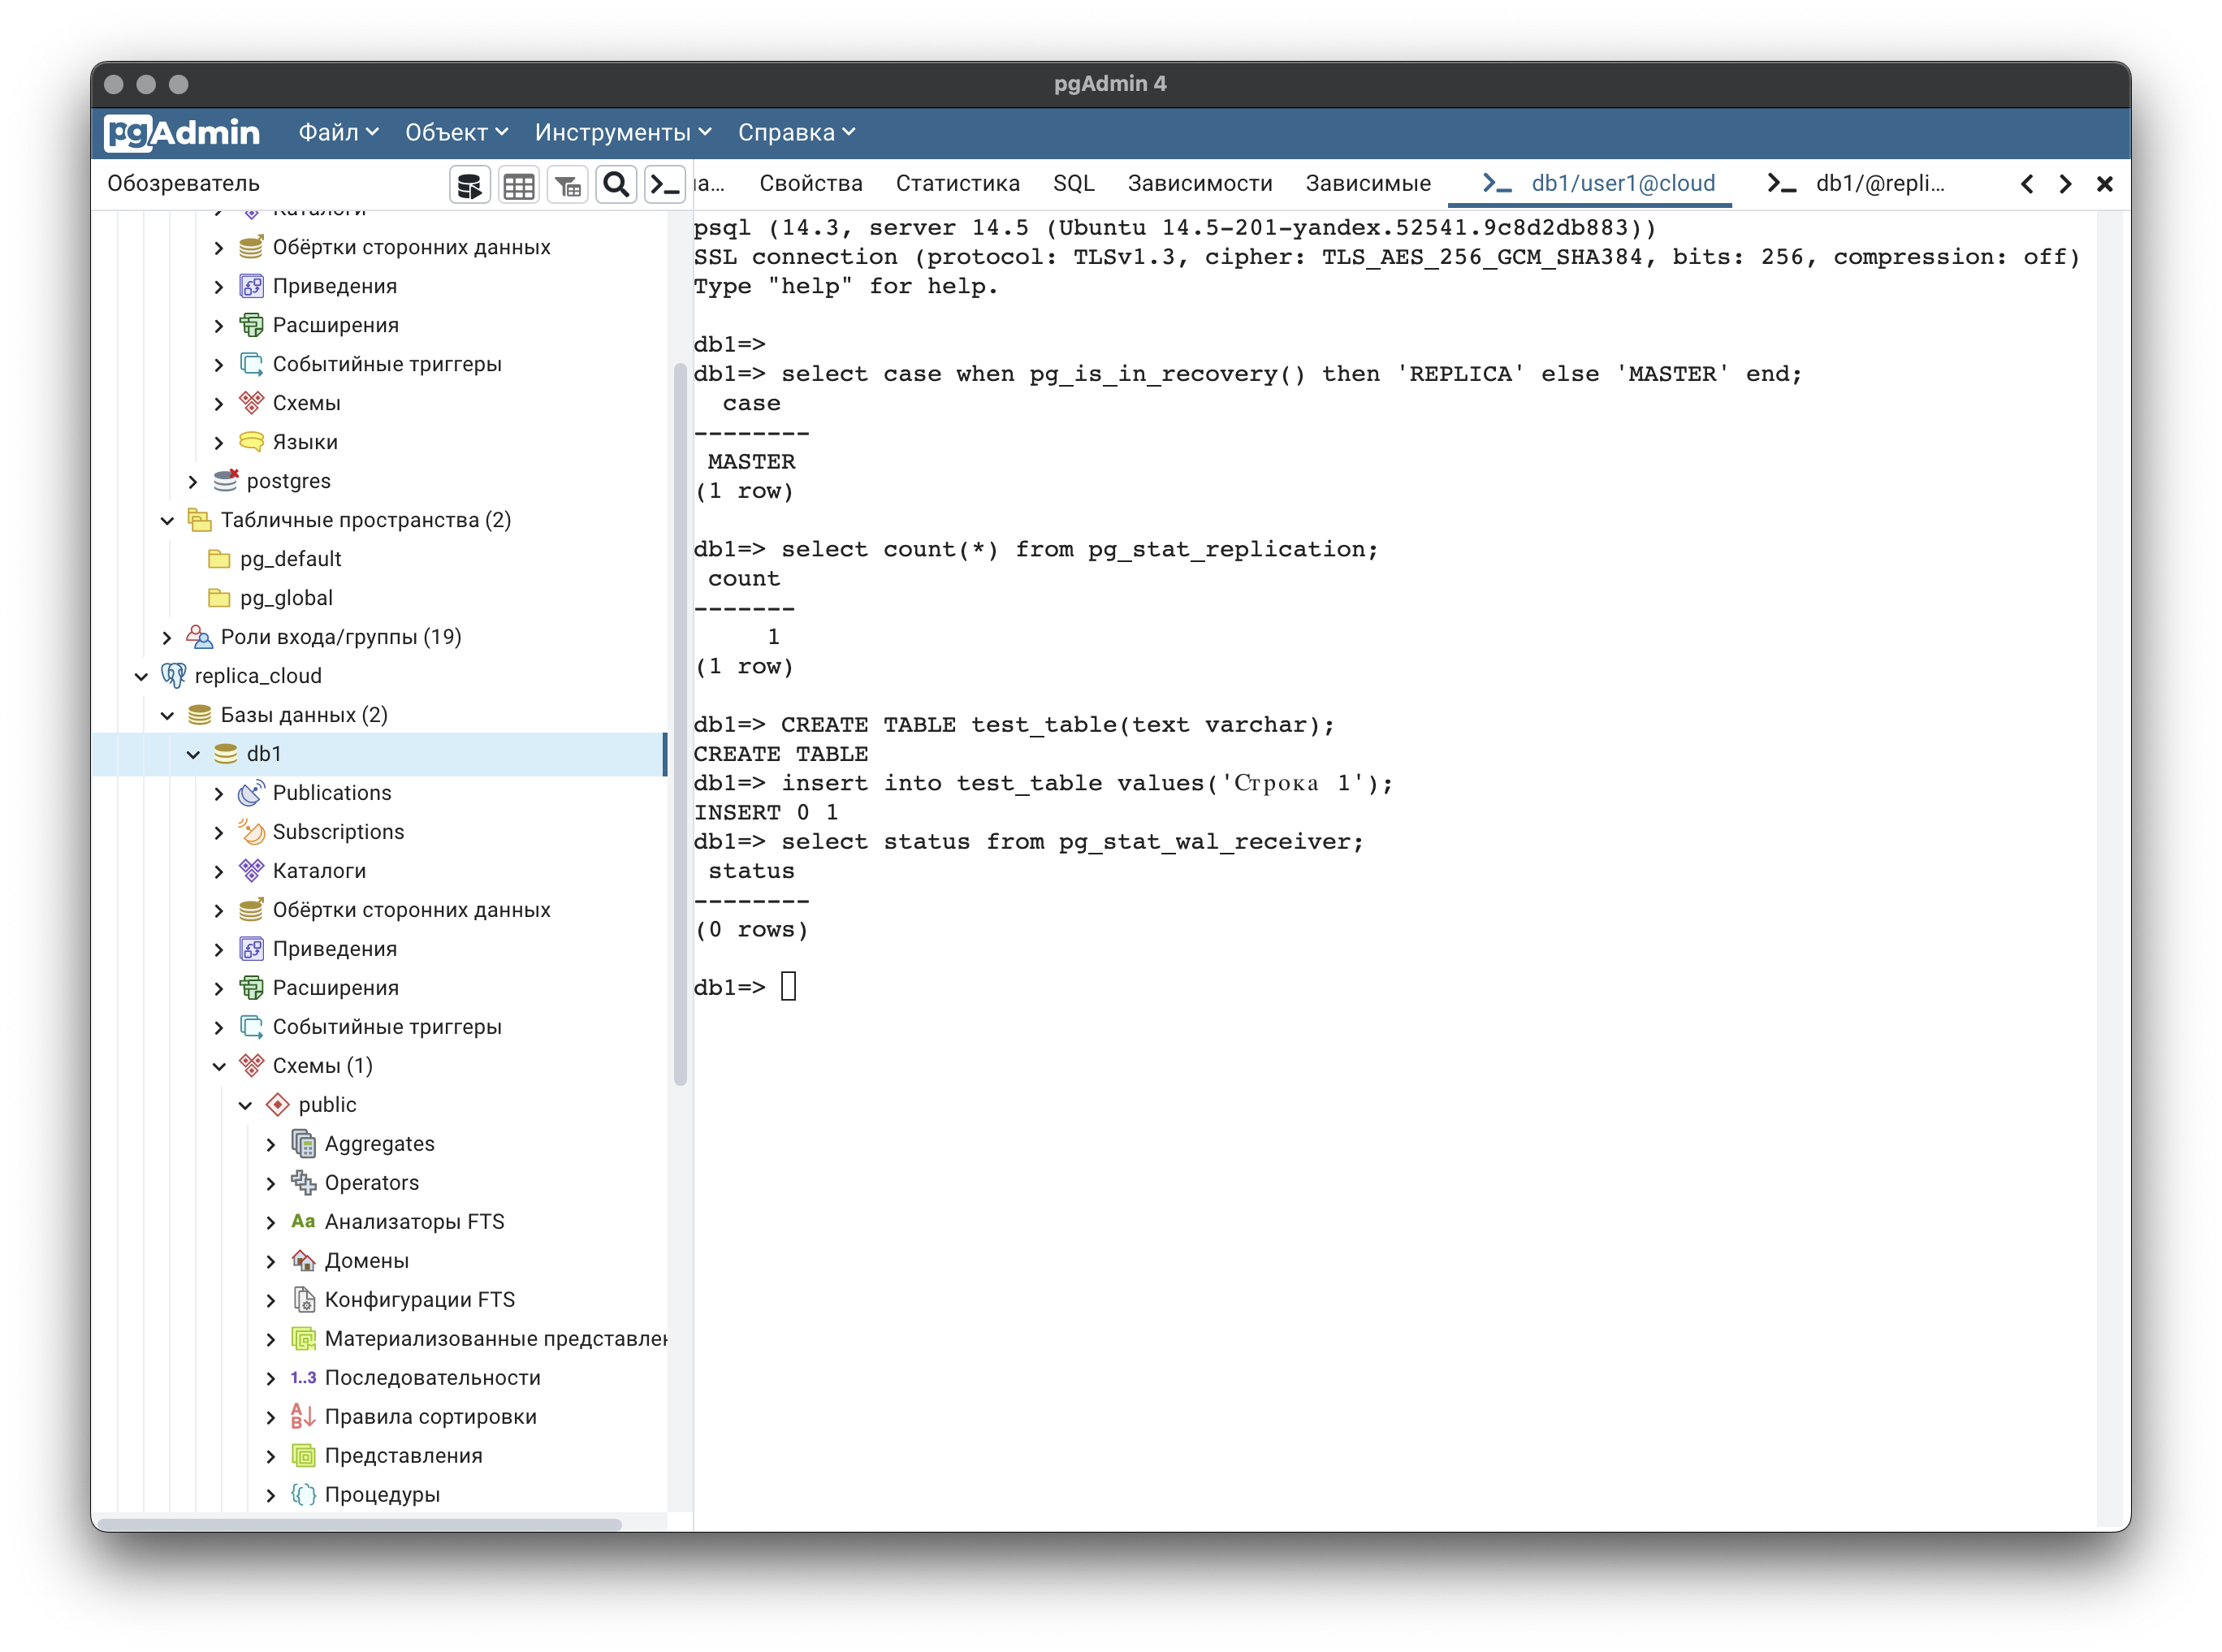 pgAdmin 4
pgAdmin Файл Объект Инструменты Справка
Обозреватель
а... Свойства Статистика SQL Зависимости Зависимые db1/user1@cloud db1/@repli...
Каталоги
Обёртки сторонних данных
Приведения
Расширения
Событийные триггеры
Схемы
Языки
postgres
Табличные пространства (2)
pg_default
pg_global
Роли входа/группы (19)
replica_cloud
Базы данных (2)
db1
Publications
Subscriptions
Каталоги
Обёртки сторонних данных
Приведения
Расширения
Событийные триггеры
Схемы (1)
public
Aggregates
Operators
Aa Анализаторы FTS
Домены
Конфигурации FTS
Материализованные представлен
1..3 Последовательности
Правила сортировки
Представления
Процедуры
psql (14.3, server 14.5 (Ubuntu 14.5-201-yandex.52541.9c8d2db883))
SSL connection (protocol: TLSv1.3, cipher: TLS_AES_256_GCM_SHA384, bits: 256, compression: off)
Type "help" for help.
db1=>
db1=> select case when pg_is_in_recovery() then 'REPLICA' else 'MASTER' end;
case
--------
MASTER
(1 row)
db1=> select count(*) from pg_stat_replication;
count
-------
1
(1 row)
db1=> CREATE TABLE test_table(text varchar);
CREATE TABLE
db1=> insert into test_table values('Строка 1');
INSERT 0 1
db1=> select status from pg_stat_wal_receiver;
status
--------
(0 rows)
db1=>